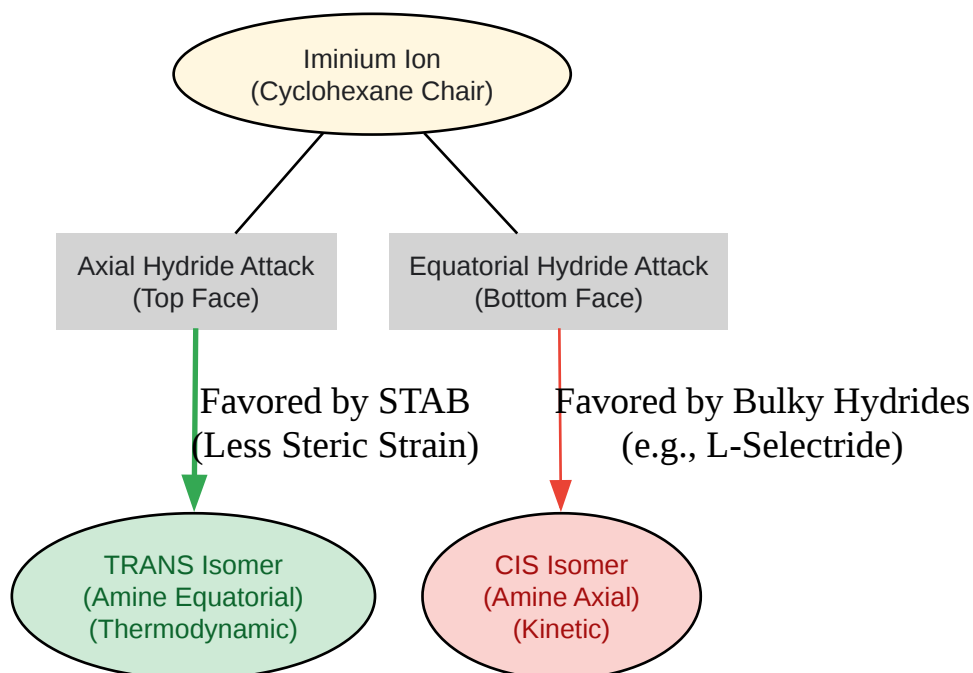 Iminium Ion
(Cyclohexane Chair)
Axial Hydride Attack
(Top Face)
Equatorial Hydride Attack
(Bottom Face)
Favored by STAB
(Less Steric Strain)
Favored by Bulky Hydrides
(e.g., L-Selectride)
TRANS Isomer
(Amine Equatorial)
(Thermodynamic)
CIS Isomer
(Amine Axial)
(Kinetic)